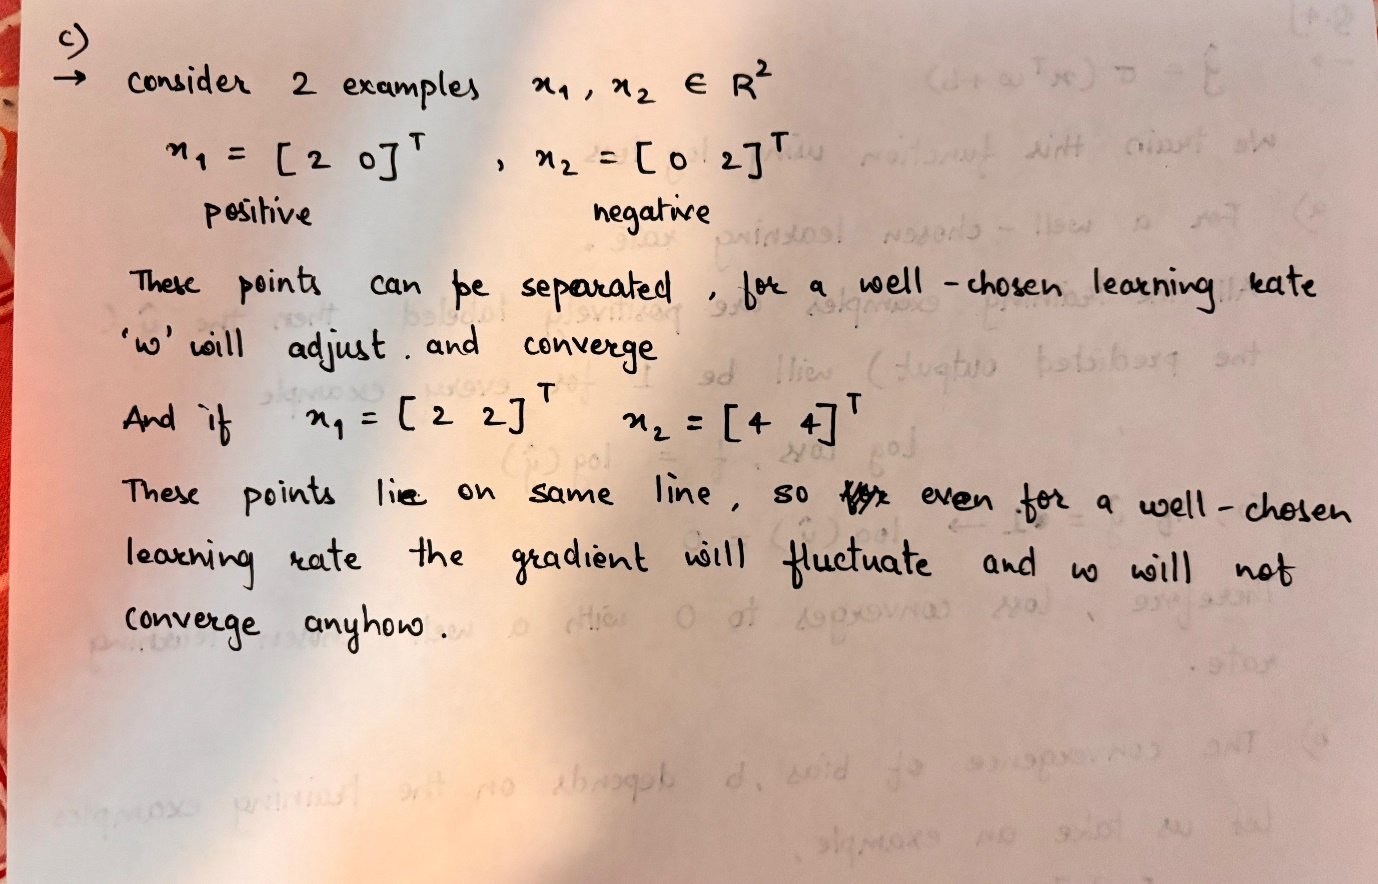 c)
→ consider 2 examples x₁, x₂ ∈ R²
x₁ = [2 0]ᵀ , x₂ = [0 2]ᵀ
positive negative
These points can be separated, for a well-chosen learning rate
'w' will adjust. and converge
And if x₁ = [2 2]ᵀ x₂ = [4 4]ᵀ
These points lie on same line, so even for a well-chosen
learning rate the gradient will fluctuate and w will not
converge anyhow.